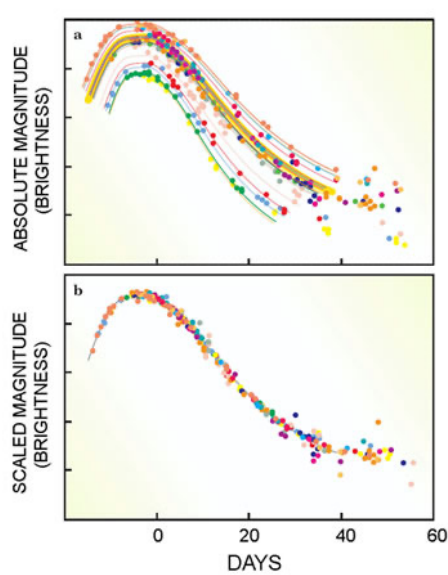 a
ABSOLUTE MAGNITUDE
(BRIGHTNESS)
b
SCALED MAGNITUDE
(BRIGHTNESS)
0 20 40 60
DAYS